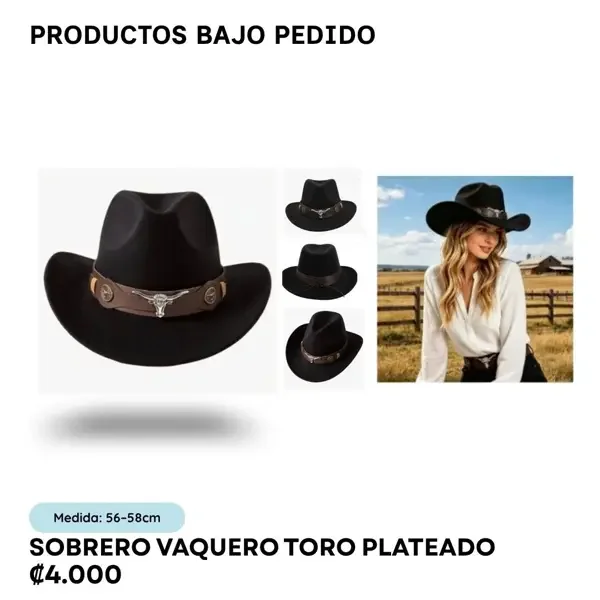 PRODUCTOS BAJO PEDIDO
Medida: 56-58cm
SOBRERO VAQUERO TORO PLATEADO
₡4.000